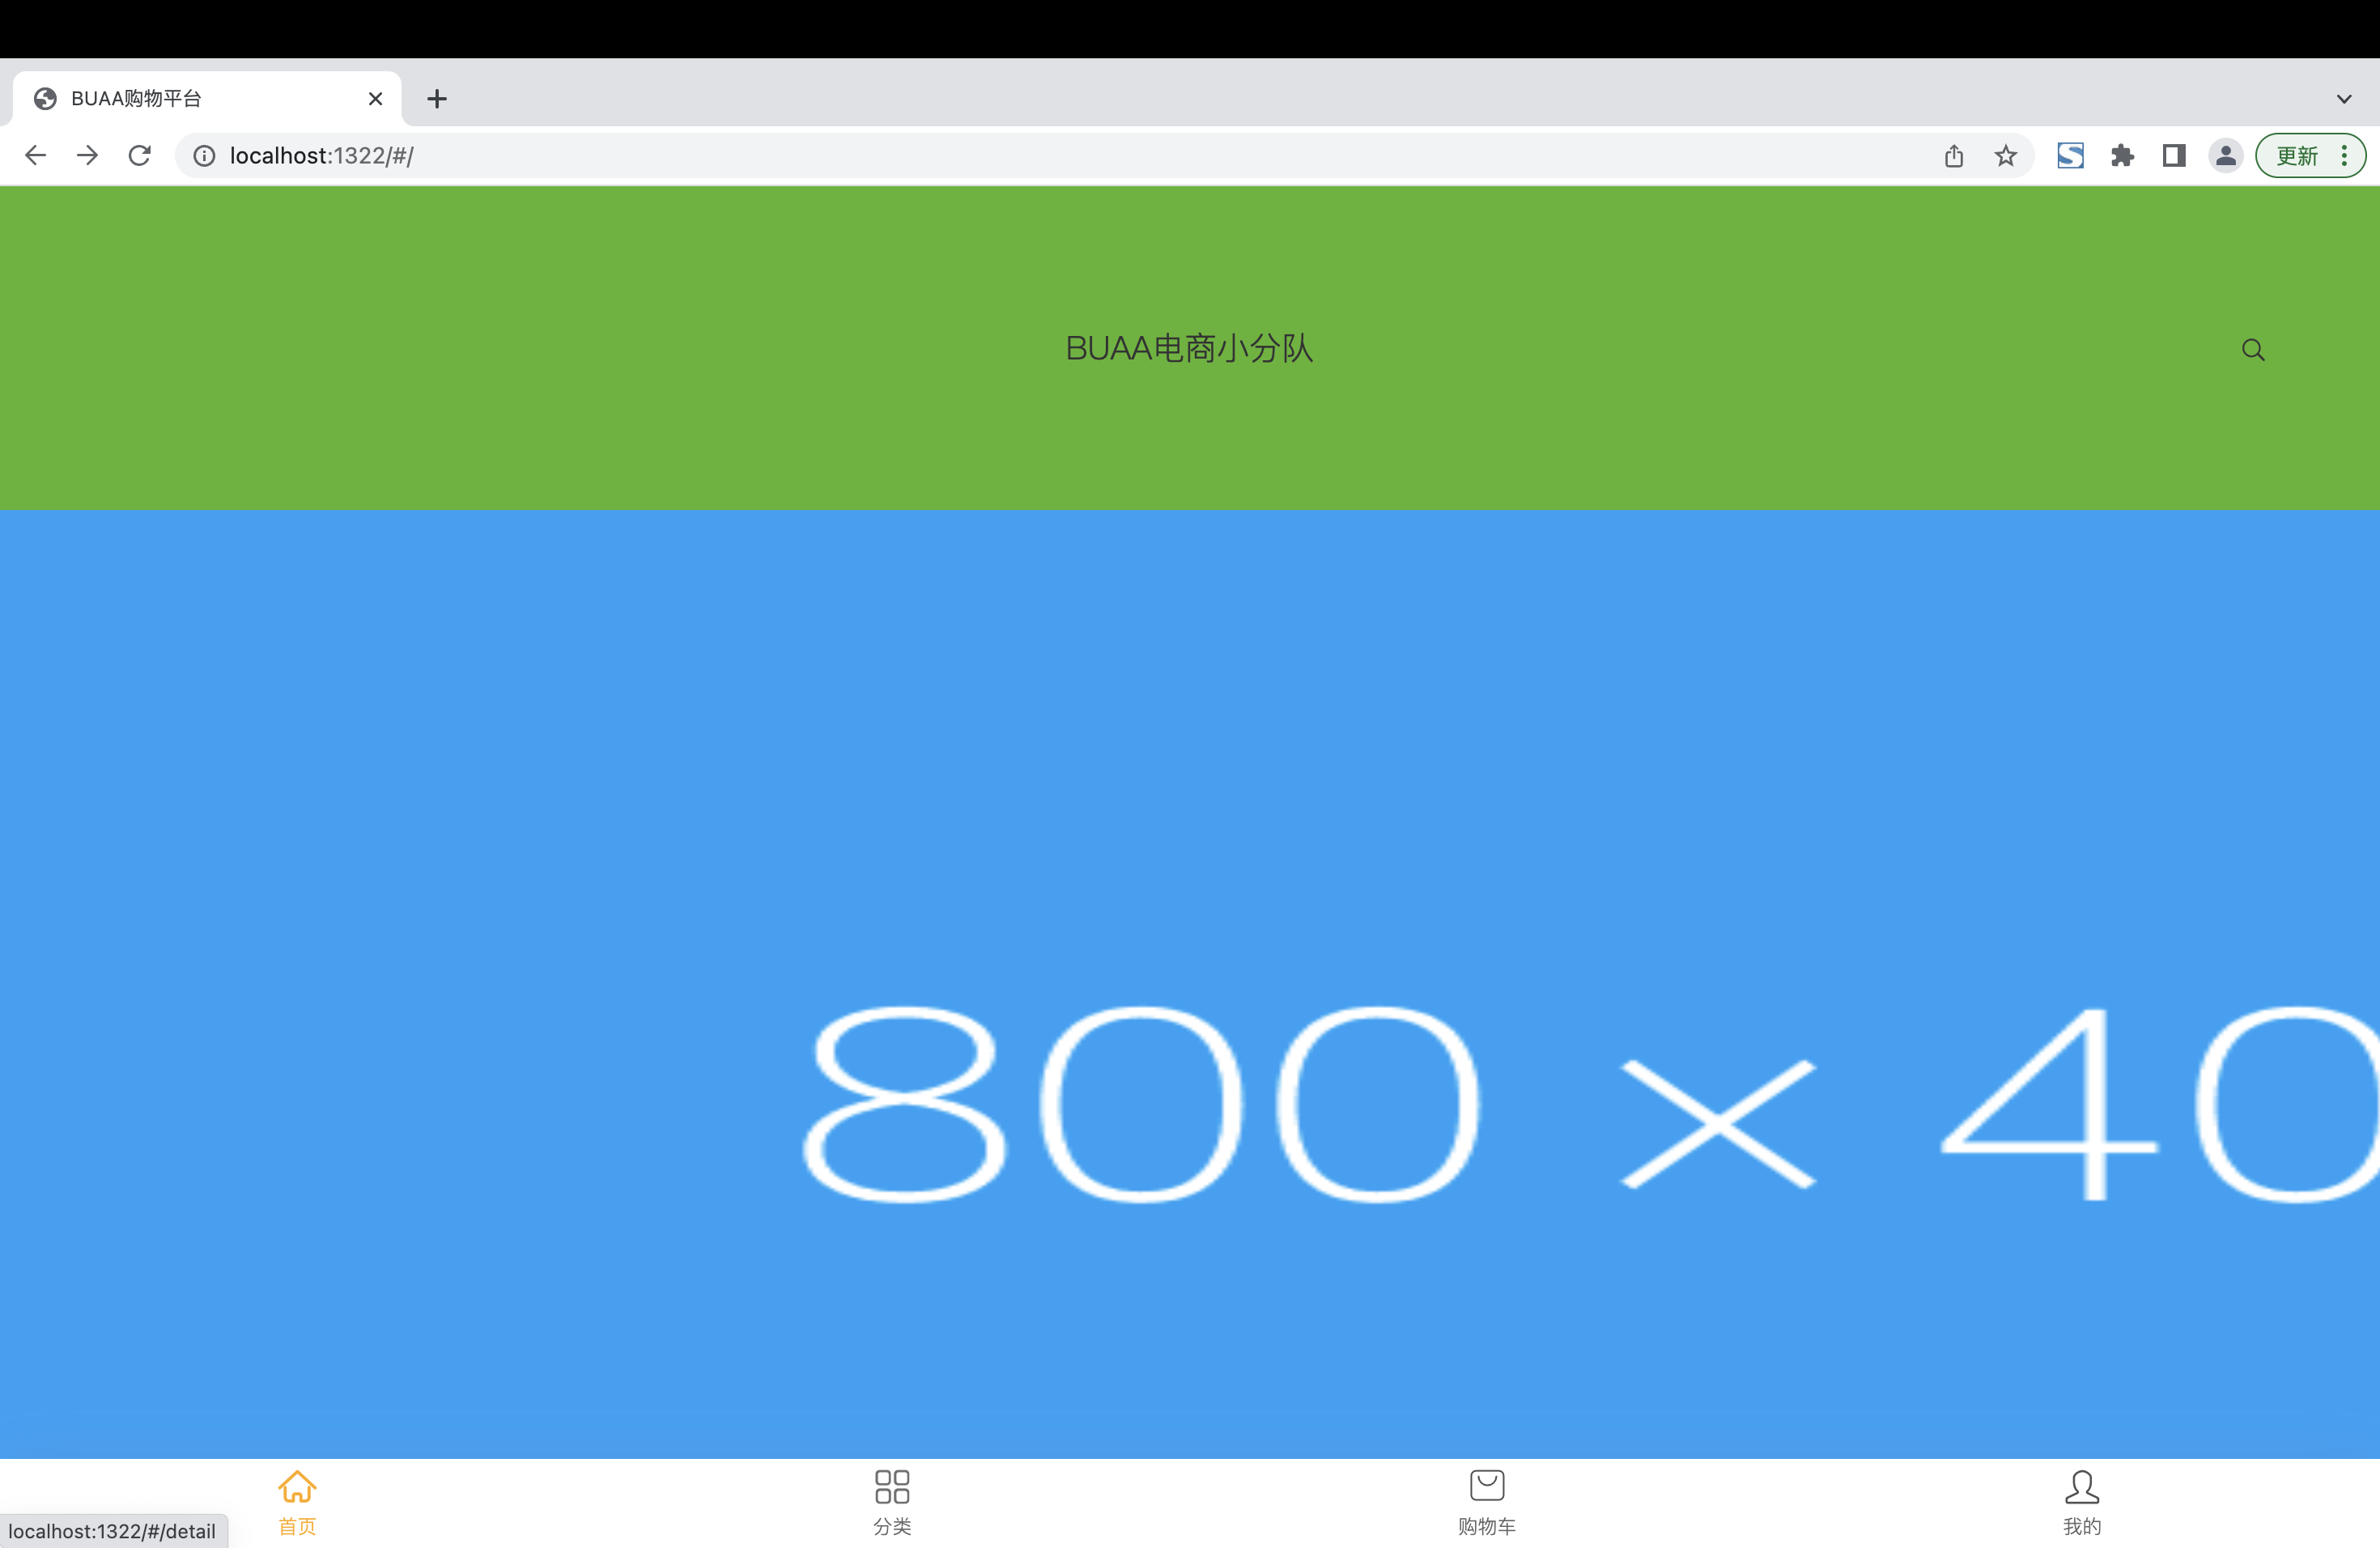 BUAA购物平台
localhost:1322/#/
更新
BUAA电商小分队
800 × 40
首页
分类
购物车
我的
localhost:1322/#/detail